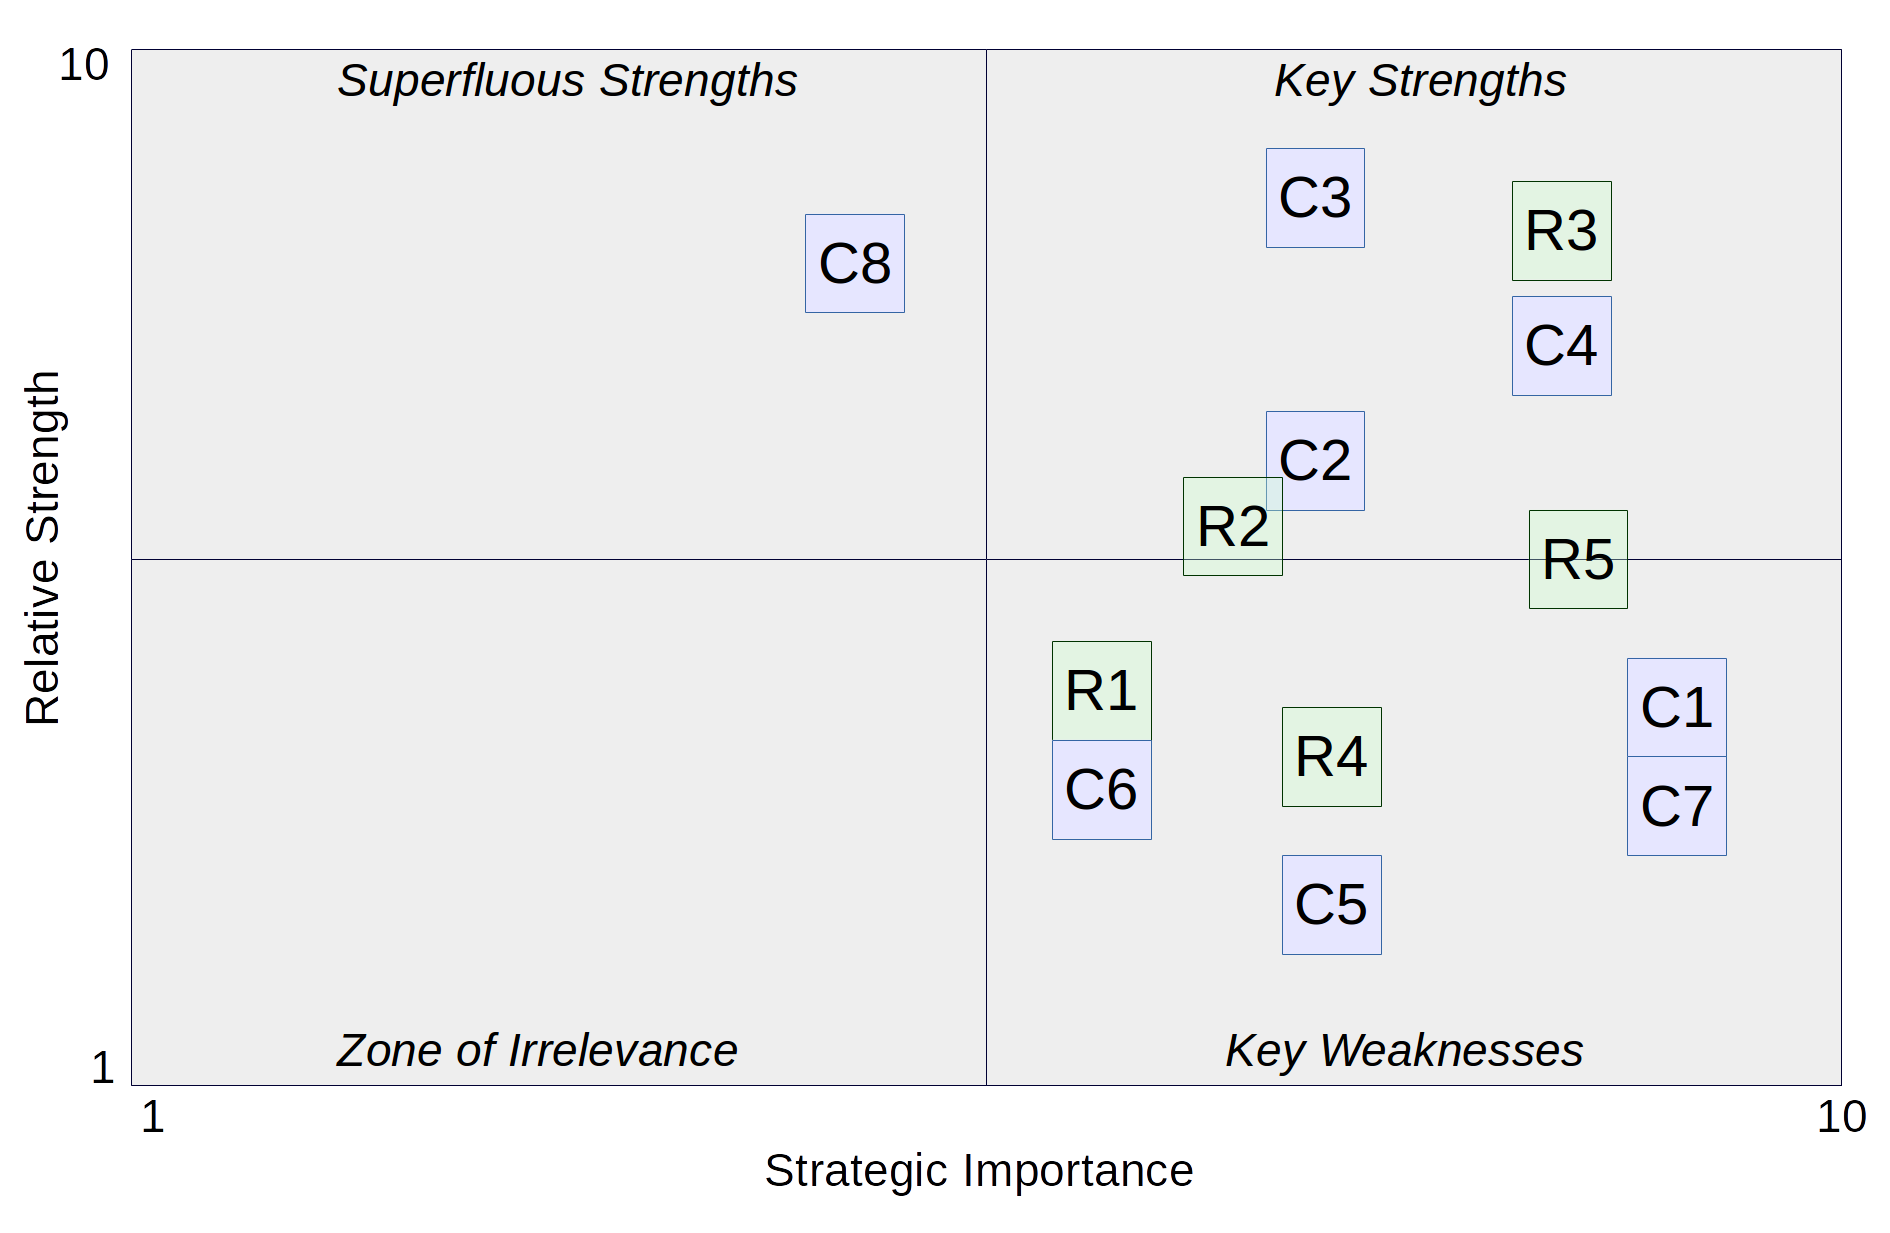 10
Superfluous Strengths
Key Strengths
C3
R3
C8
C4
C2
R2
R5
Relative Strength
R1
C1
R4
C6
C7
C5
Zone of Irrelevance
Key Weaknesses
1
1
10
Strategic Importance